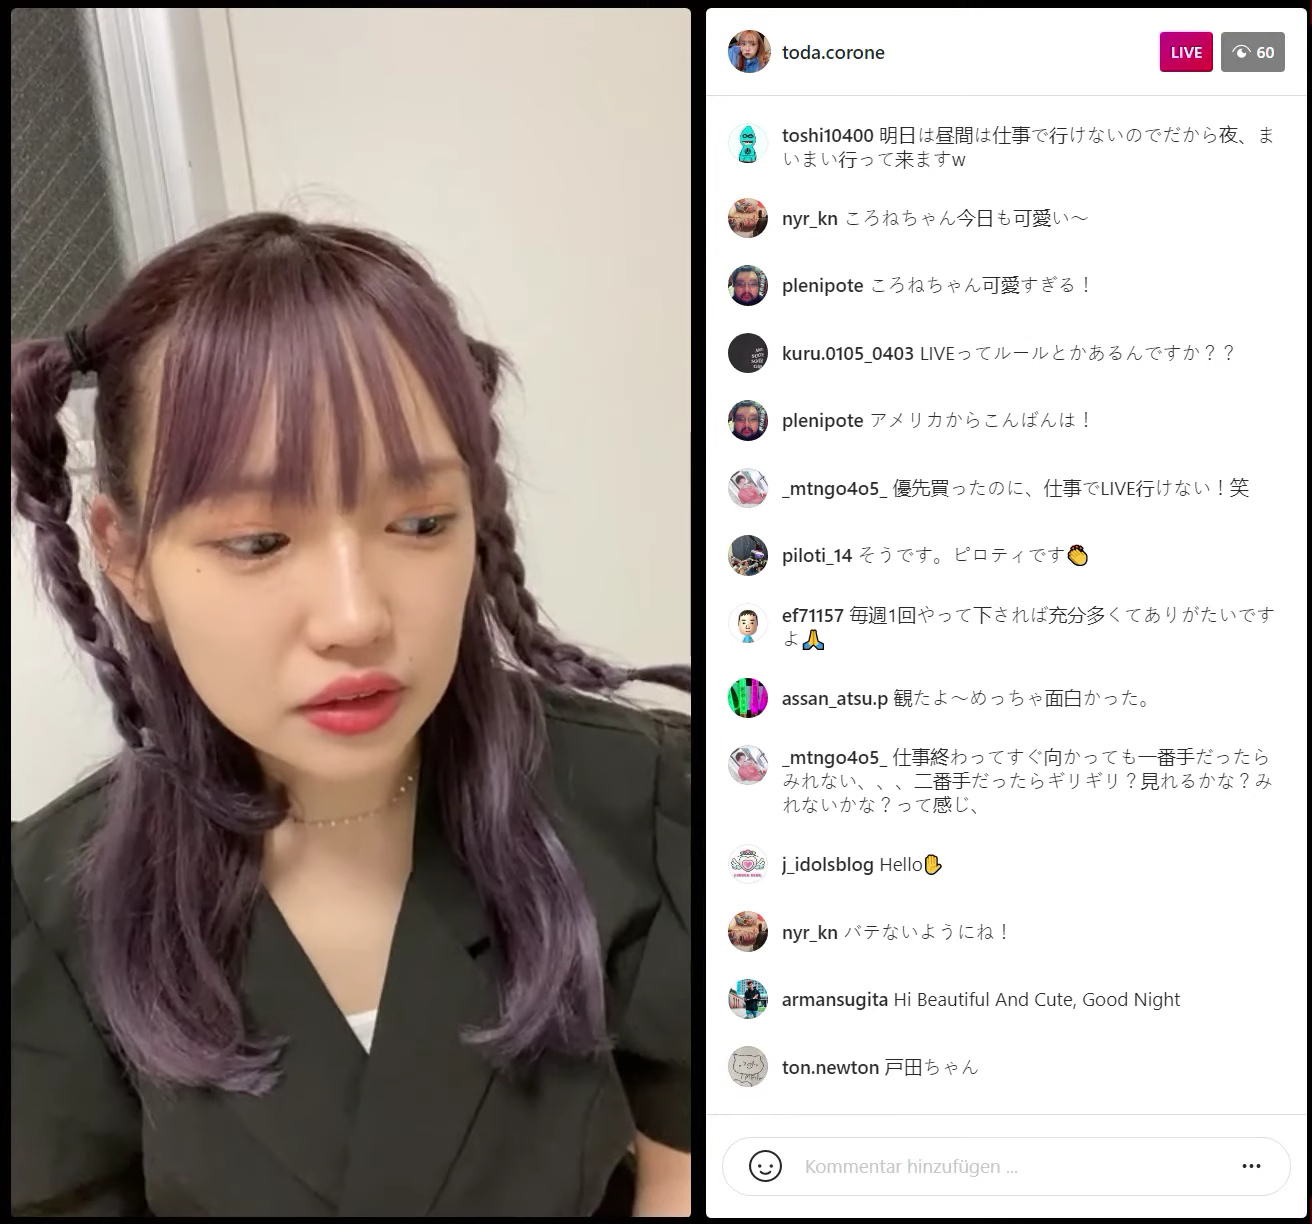 toda.corone
LIVE
60
toshi10400 明日は昼間は仕事で行けないのでだから夜、ま
いまい行って来ますw
nyr_kn ころねちゃん今日も可愛い〜
plenipote ころねちゃん可愛すぎる！
kuru.0105_0403 LIVEってルールとかあるんですか？？
plenipote アメリカからこんばんは！
_mtngo4o5_ 優先買ったのに、仕事でLIVE行けない！笑
piloti_14 そうです。ピロティです👏
ef71157 毎週1回やって下されば充分多くてありがたいです
よ🙏
assan_atsu.p 観たよ〜めっちゃ面白かった。
_mtngo4o5_ 仕事終わってすぐ向かっても一番手だったら
みれない、、、二番手だったらギリギリ？見れるかな？み
れないかな？って感じ、
j_idolsblog Hello✋
nyr_kn バテないようにね！
armansugita Hi Beautiful And Cute, Good Night
ton.newton 戸田ちゃん
Kommentar hinzufügen ...